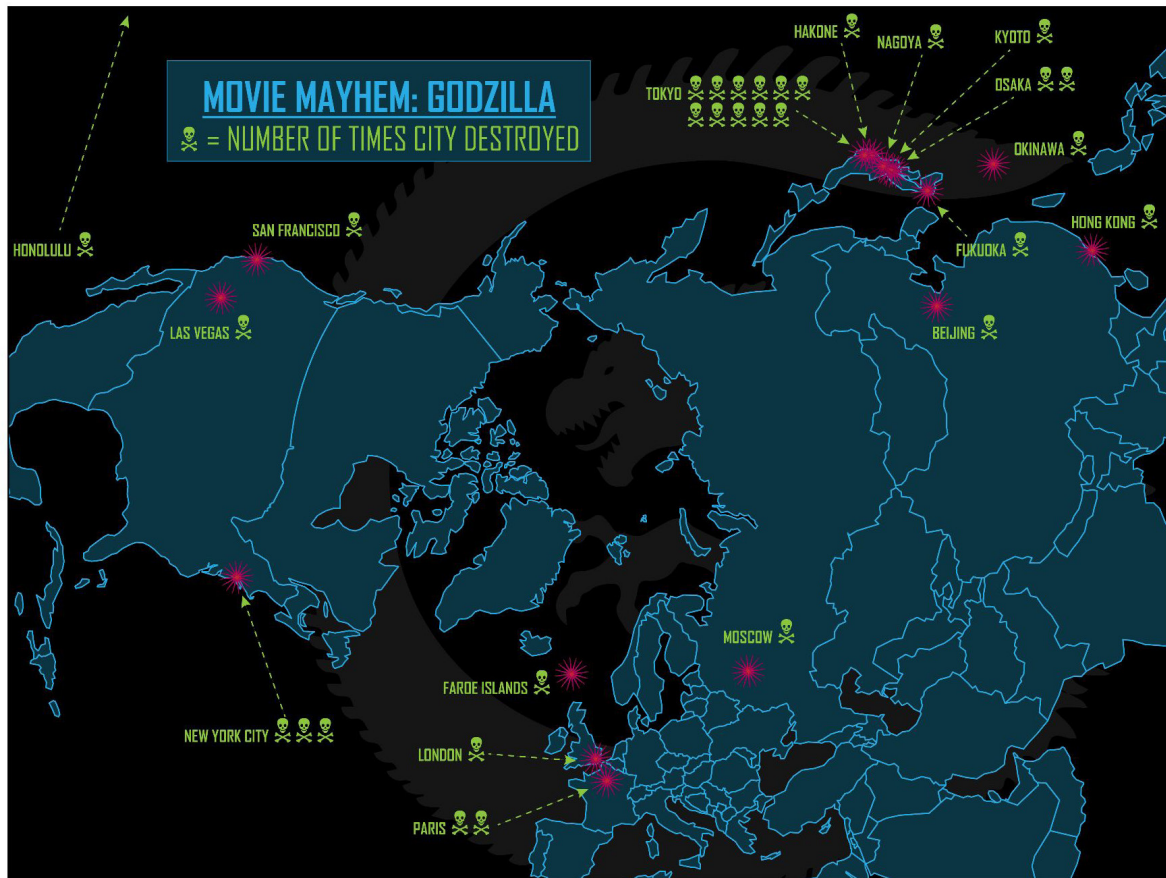 MOVIE MAYHEM: GODZILLA
= NUMBER OF TIMES CITY DESTROYED
HAKONE
NAGOYA
KYOTO
OSAKA
TOKYO
OKINAWA
HONG KONG
FUKUOKA
BEIJING
HONOLULU
SAN FRANCISCO
LAS VEGAS
NEW YORK CITY
FAROE ISLANDS
MOSCOW
LONDON
PARIS